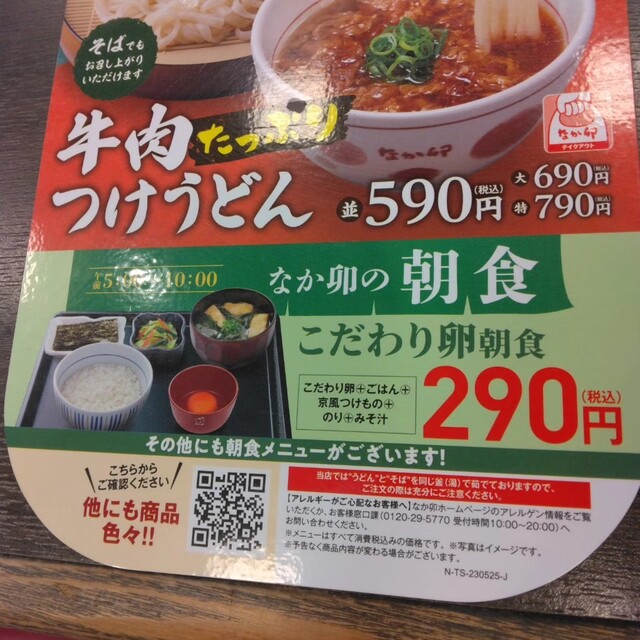 そばでも
お召し上がり
いただけます
なか卯
なか卯
テイクアウト
牛肉たっぷり
つけうどん
並590円(税込)
大690円(税込)
特790円(税込)
午前5:00 10:00
なか卯の朝食
こだわり卵朝食
こだわり卵+ごはん+
京風つけもの+
のり+みそ汁
290円(税込)
その他にも朝食メニューがございます!
こちらから
ご確認ください
他にも商品
色々!!
当店では"うどん"と"そば"を同じ釜(湯)で茹でておりますので、
ご注文の際は充分にご注意ください。
【アレルギーがご心配なお客様へ】なか卯ホームページのアレルゲン情報をご覧
いただくか、お客様窓口(0120-29-5770 受付時間10:00~20:00)へ
お問い合わせください。
※メニューはすべて消費税込みの価格です。※写真はイメージです。
※予告なく商品内容が変わる場合がございます。
N-TS-230525-J